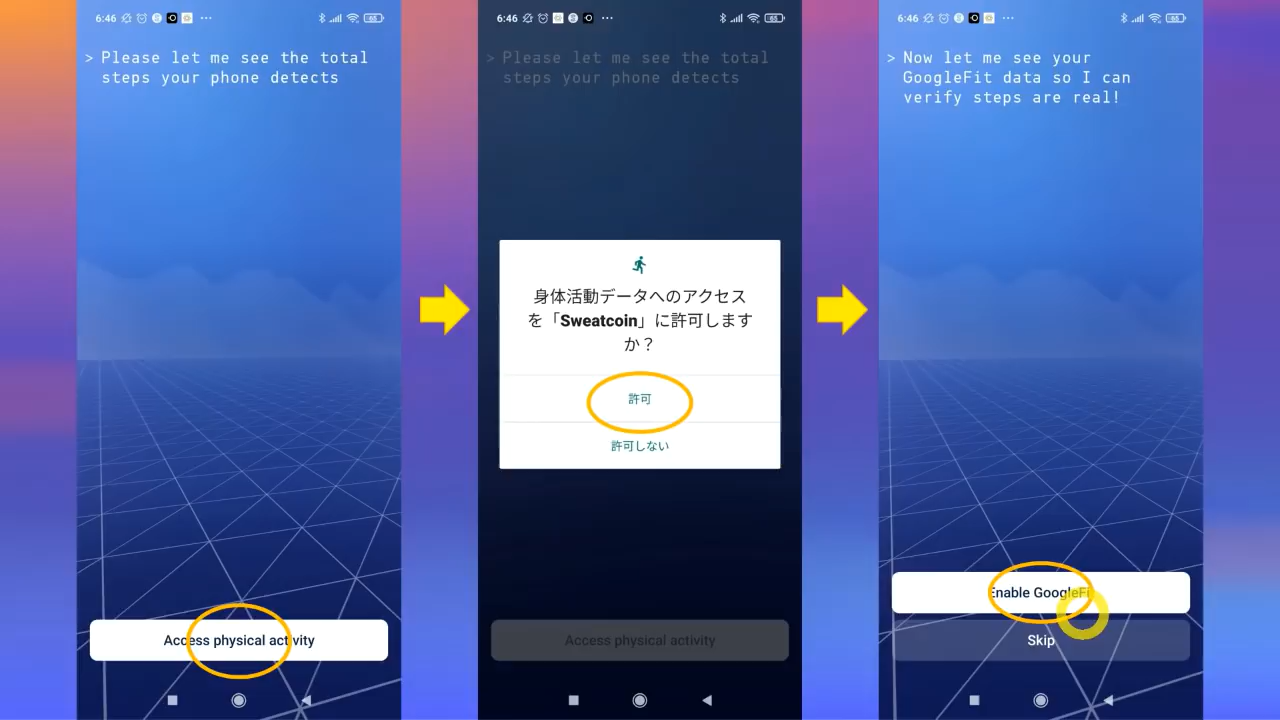 6:46
65
> Please let me see the total
steps your phone detects
Access physical activity
6:46
65
> Please let me see the total
steps your phone detects
身体活動データへのアクセス
を「Sweatcoin」に許可します
か？
許可
許可しない
Access physical activity
6:46
65
> Now let me see your
GoogleFit data so I can
verify steps are real!
Enable GoogleFit
Skip